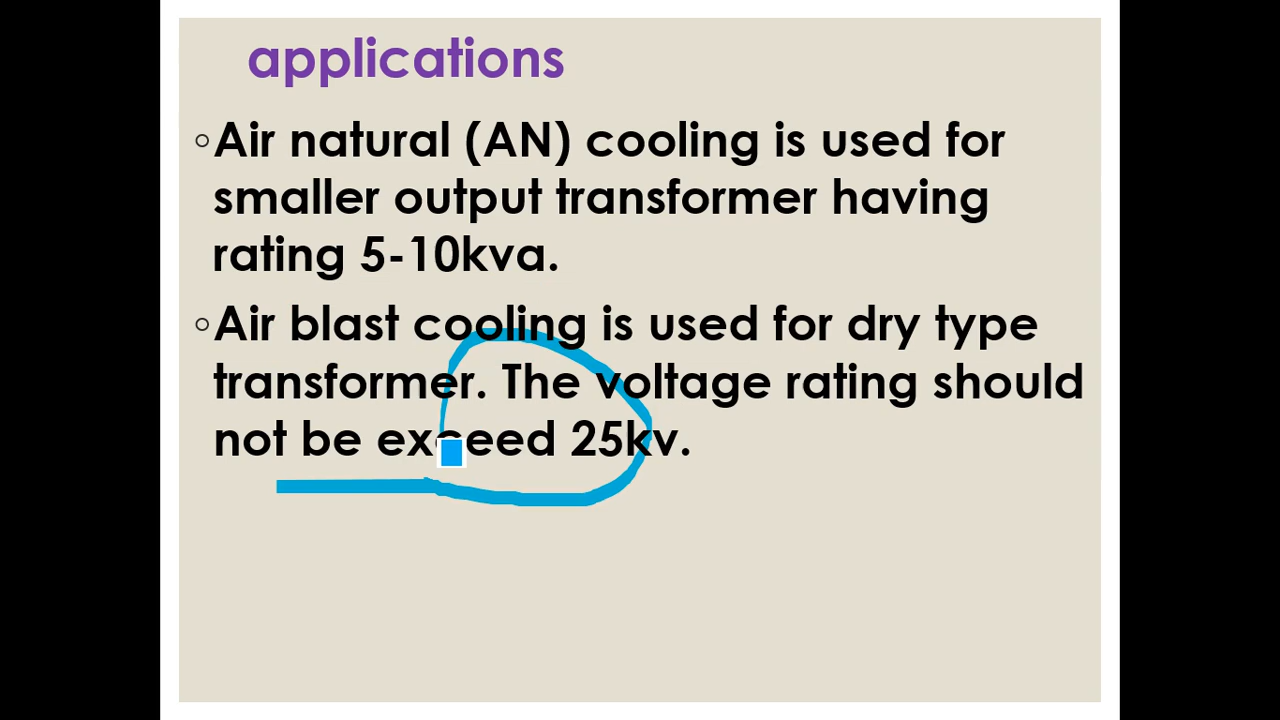 applications
◦Air natural (AN) cooling is used for
smaller output transformer having
rating 5-10kva.
◦Air blast cooling is used for dry type
transformer. The voltage rating should
not be exceed 25kv.